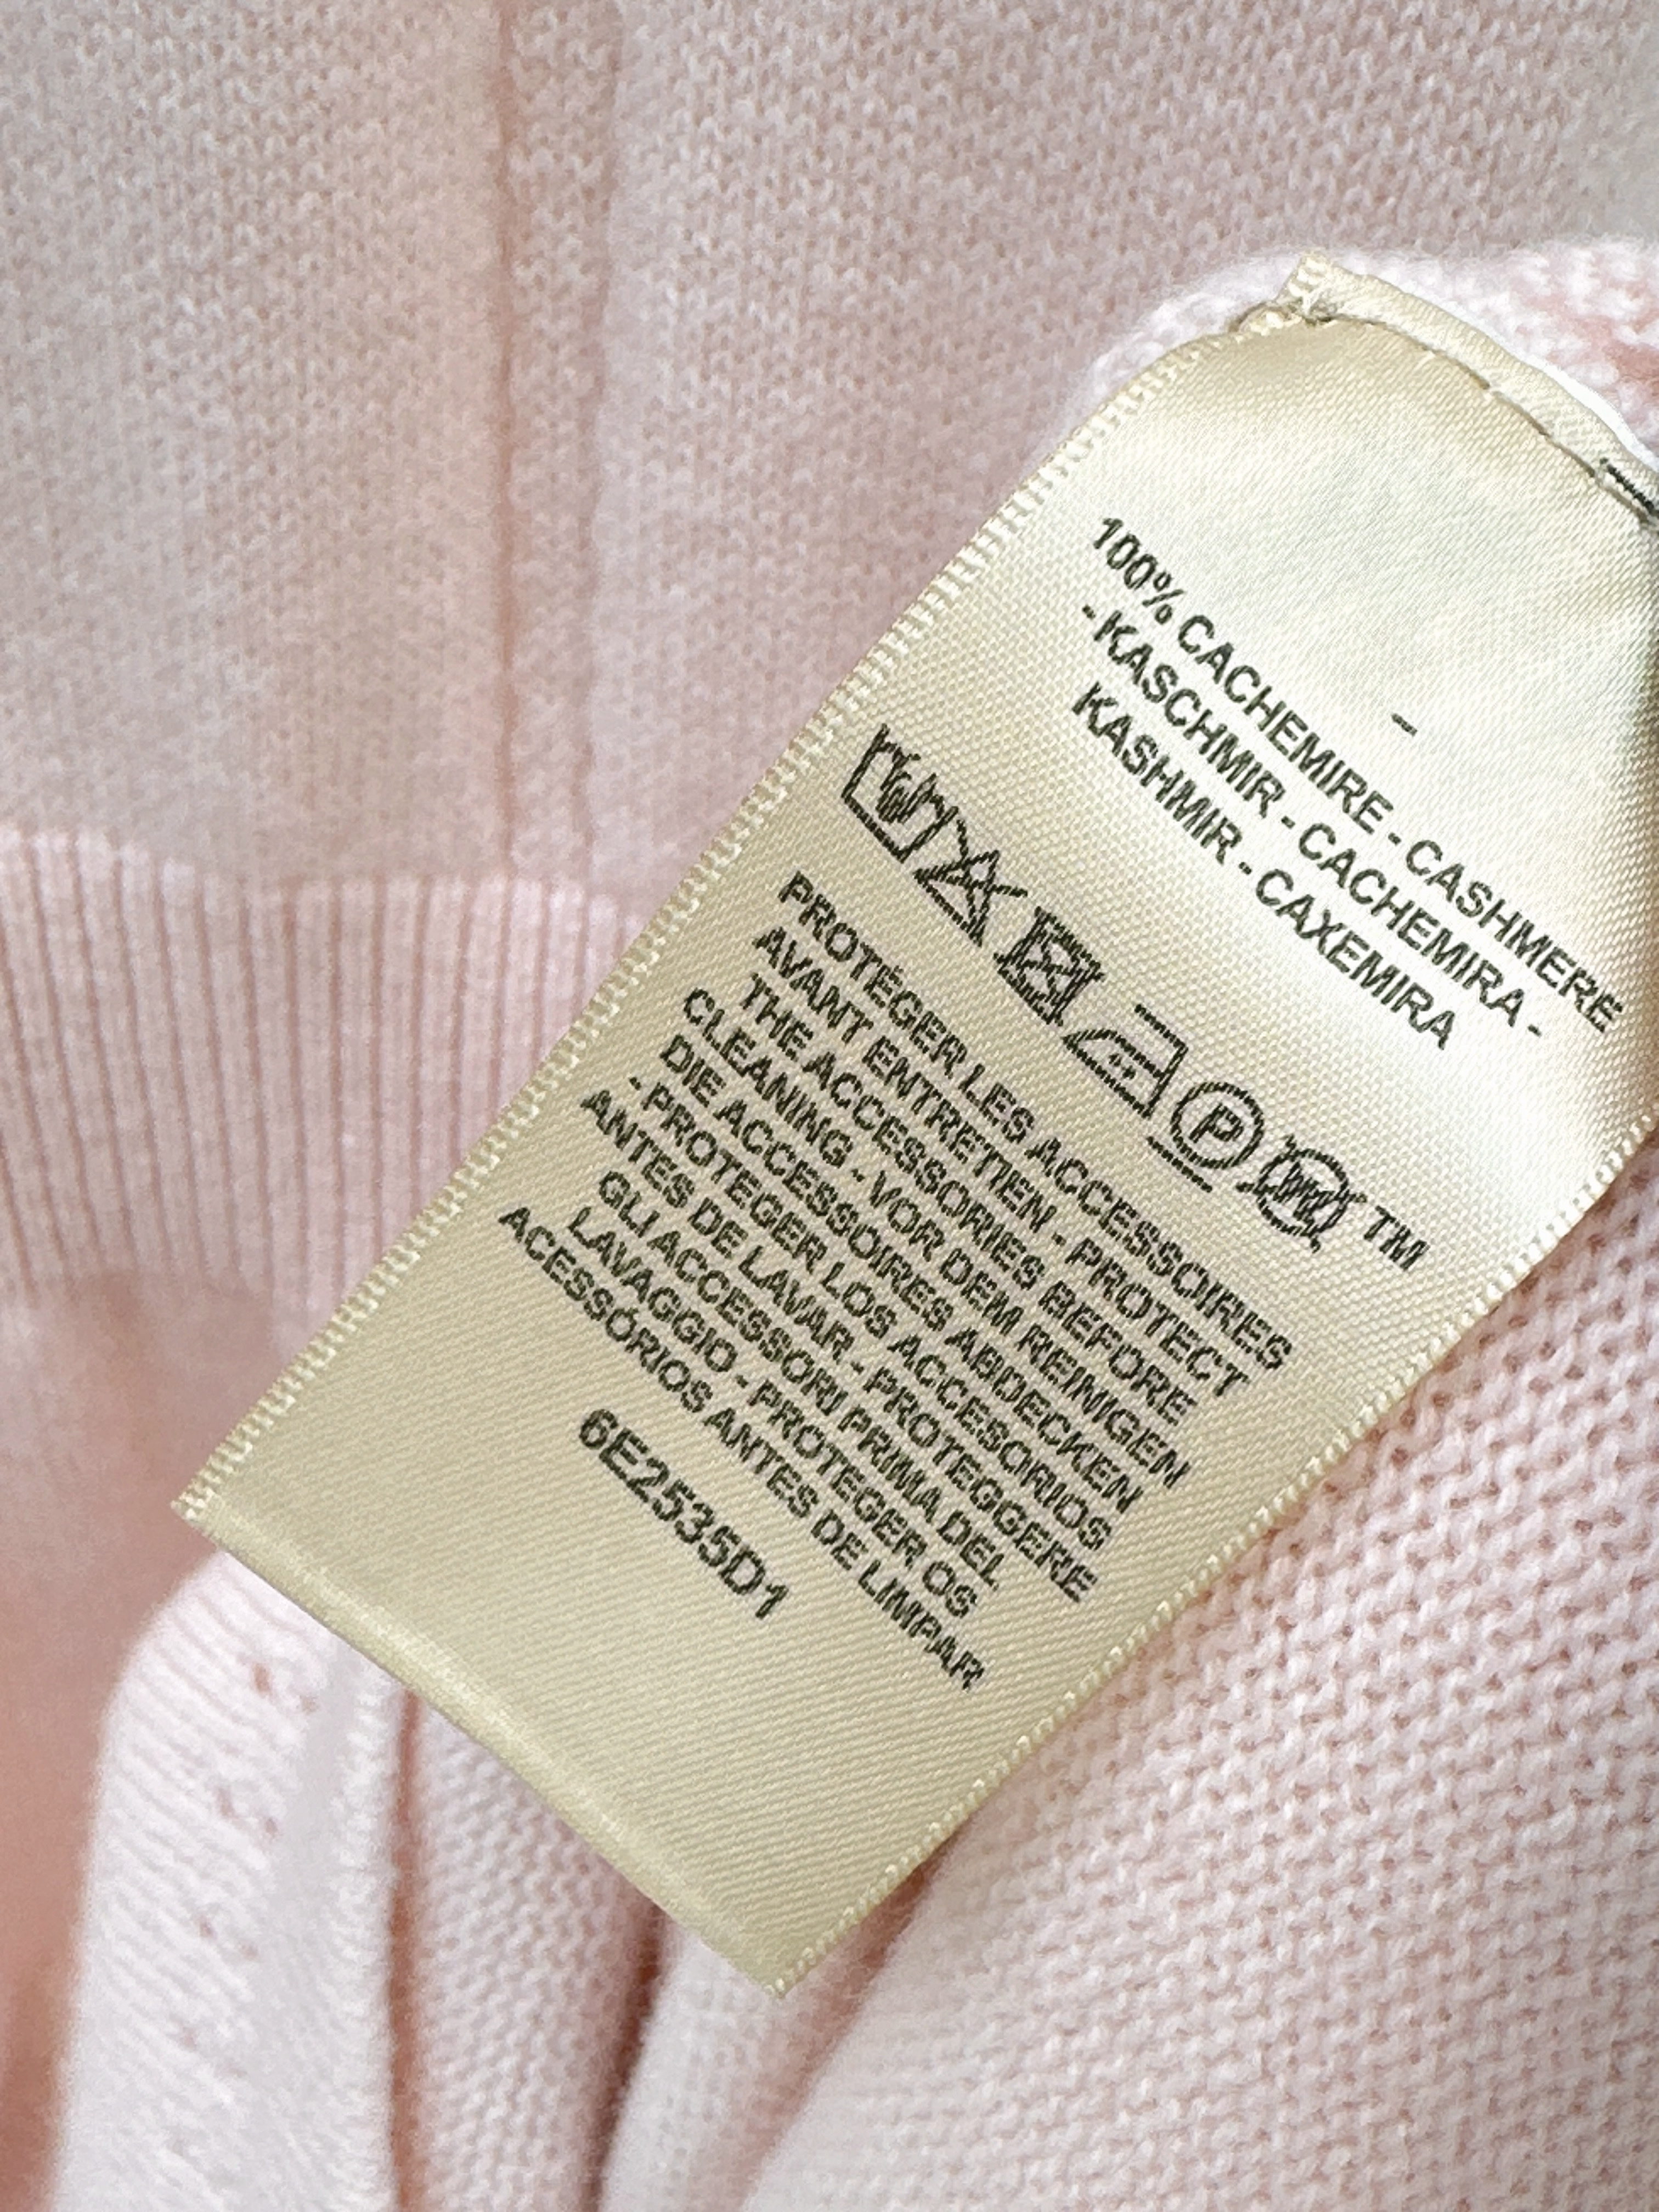 -
100% CACHEMIRE - CASHMERE
- KASCHMIR - CACHEMIRA -
KASHMIR - CAXEMIRA
P W TM
PROTÉGER LES ACCESSOIRES
AVANT ENTRETIEN - PROTECT
THE ACCESSORIES BEFORE
CLEANING - VOR DEM REINIGEN
DIE ACCESSOIRES ABDECKEN
- PROTEGER LOS ACCESORIOS
ANTES DE LAVAR - PROTEGGERE
GLI ACCESSORI PRIMA DEL
LAVAGGIO - PROTEGER OS
ACESSÓRIOS ANTES DE LIMPAR
6E2535D1